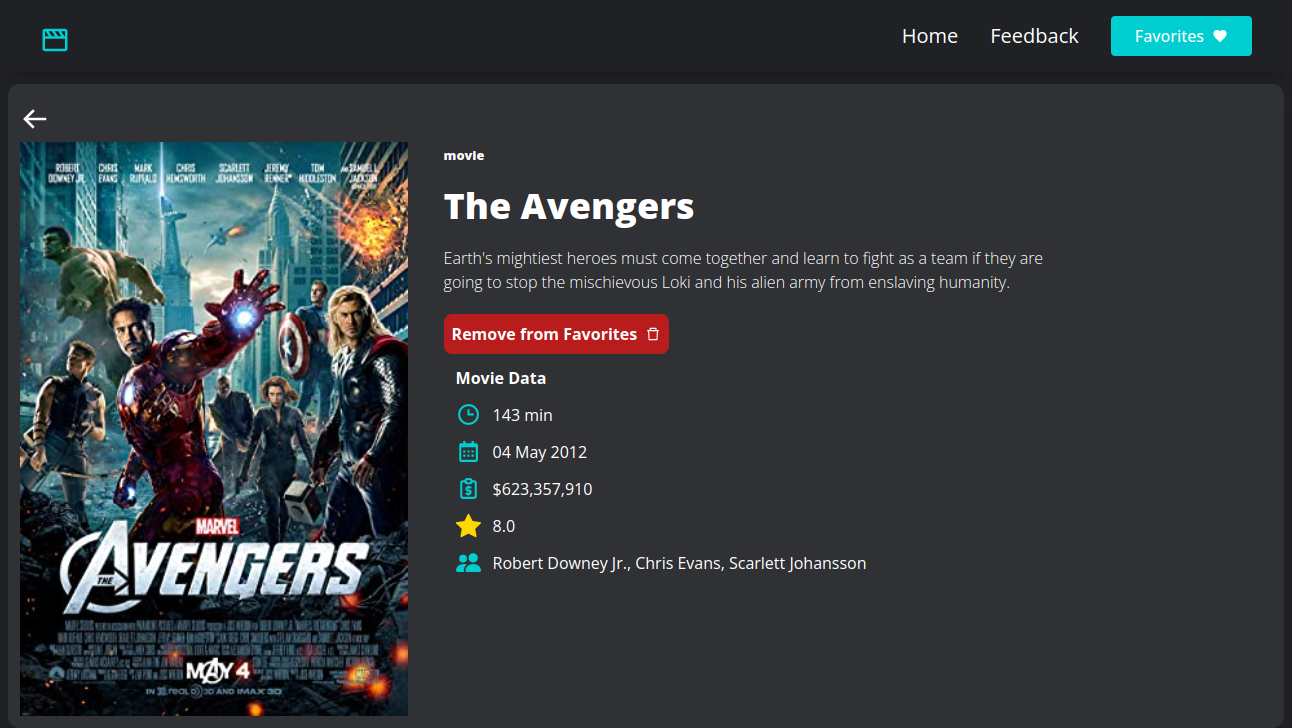 Home Feedback Favorites
movie
The Avengers
Earth's mightiest heroes must come together and learn to fight as a team if they are
going to stop the mischievous Loki and his alien army from enslaving humanity.
Remove from Favorites
Movie Data
143 min
04 May 2012
$623,357,910
8.0
Robert Downey Jr., Chris Evans, Scarlett Johansson
ROBERT DOWNEY JR. CHRIS EVANS MARK RUFFALO CHRIS HEMSWORTH SCARLETT JOHANSSON JEREMY RENNER TOM HIDDLESTON AND SAMUEL L. JACKSON
MARVEL
THE AVENGERS
MAY 4
IN REAL D 3D AND IMAX 3D